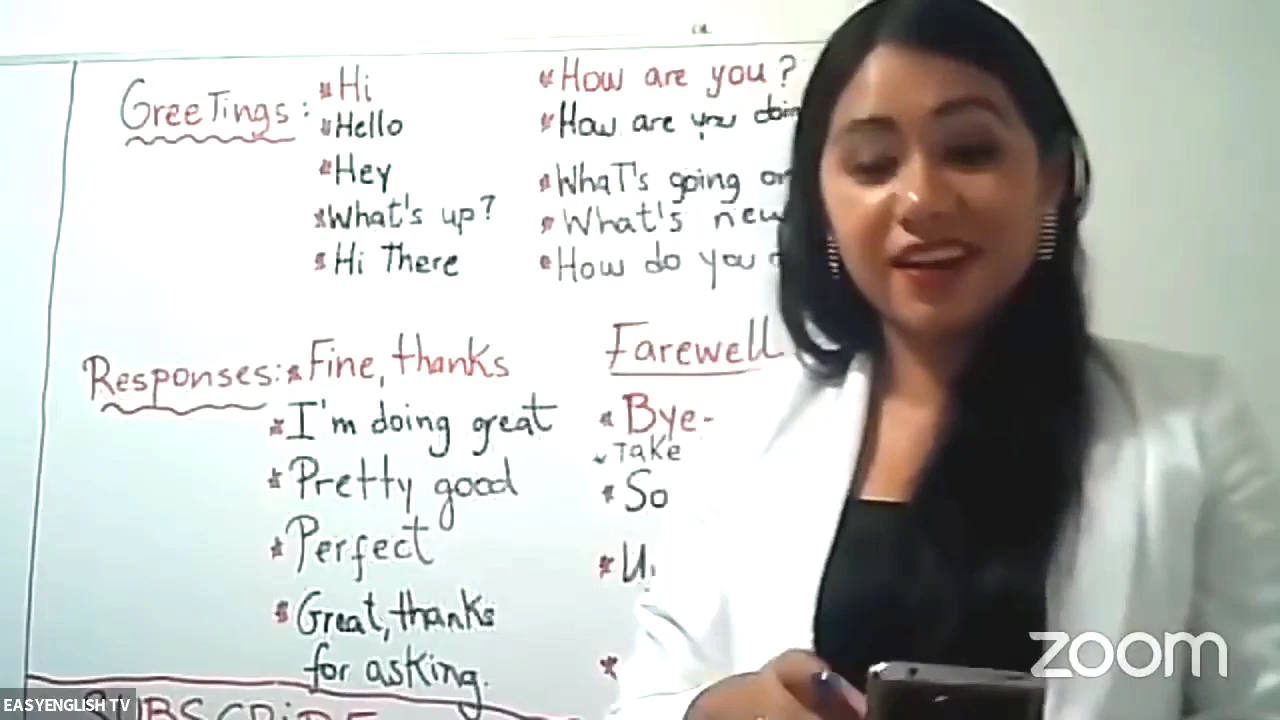 Greetings: * Hi
* Hello
* Hey
* What's up?
* Hi There
* How are you?
* How are you
* What's going
* What's
* How do you
Responses: * Fine, thanks
* I'm doing great
* Pretty good
* Perfect
* Great, thanks
for asking.
Farewell
* Bye-
Take
* So
SUBSCRIBE
EASYENGLISH TV
zoom